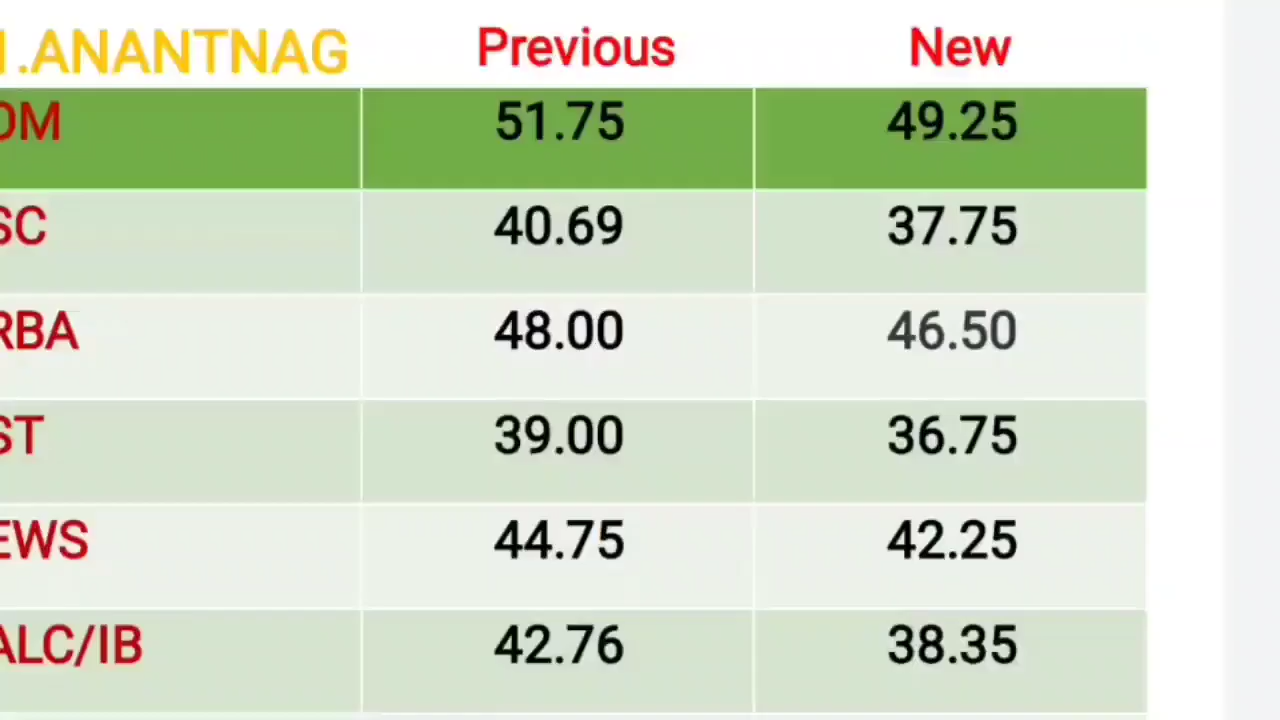 1.ANANTNAG Previous New
OM 51.75 49.25
SC 40.69 37.75
RBA 48.00 46.50
ST 39.00 36.75
EWS 44.75 42.25
ALC/IB 42.76 38.35